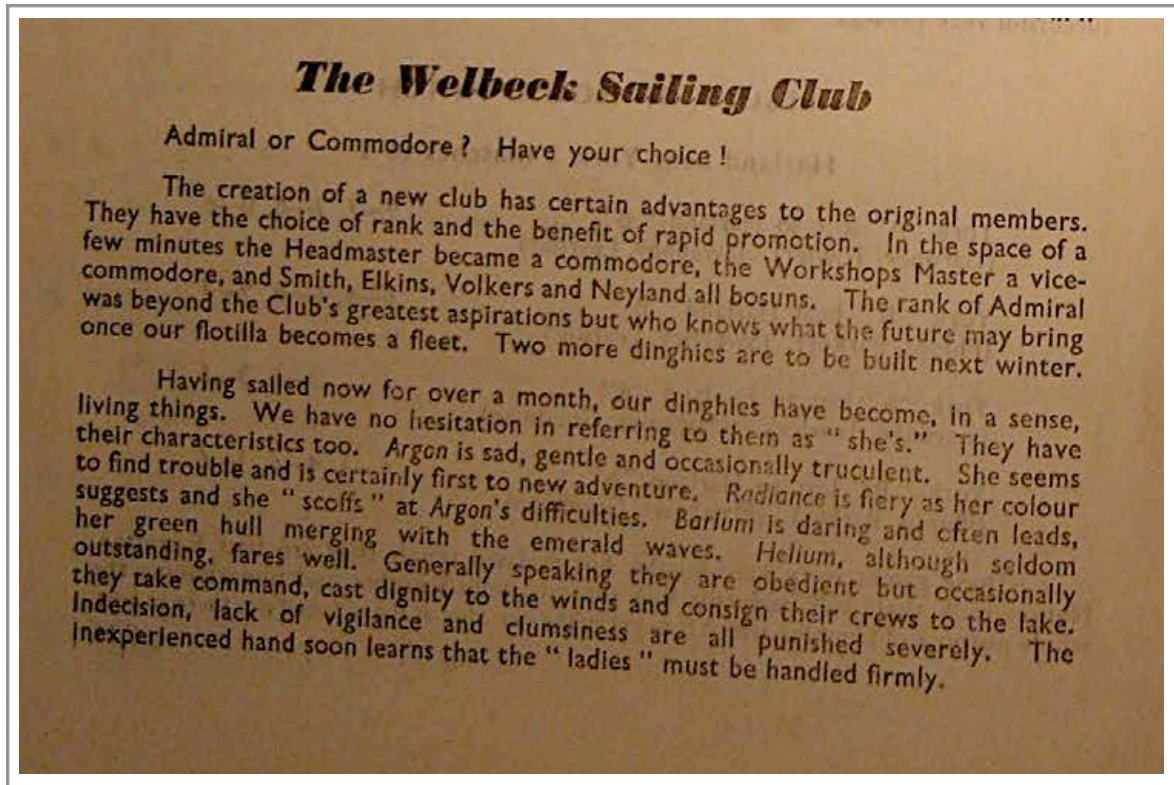 The Welbeck Sailing Club
Admiral or Commodore? Have your choice!
The creation of a new club has certain advantages to the original members.
They have the choice of rank and the benefit of rapid promotion. In the space of a
few minutes the Headmaster became a commodore, the Workshops Master a vice-
commodore, and Smith, Elkins, Volkers and Neyland all bosuns. The rank of Admiral
was beyond the Club's greatest aspirations but who knows what the future may bring
once our flotilla becomes a fleet. Two more dinghies are to be built next winter.
Having sailed now for over a month, our dinghies have become, in a sense,
living things. We have no hesitation in referring to them as "she's." They have
their characteristics too. Argon is sad, gentle and occasionally truculent. She seems
to find trouble and is certainly first to new adventure. Radiance is fiery as her colour
suggests and she "scoffs" at Argon's difficulties. Barium is daring and often leads,
her green hull merging with the emerald waves. Helium, although seldom
outstanding, fares well. Generally speaking they are obedient but occasionally
they take command, cast dignity to the winds and consign their crews to the lake.
Indecision, lack of vigilance and clumsiness are all punished severely. The
inexperienced hand soon learns that the "ladies" must be handled firmly.